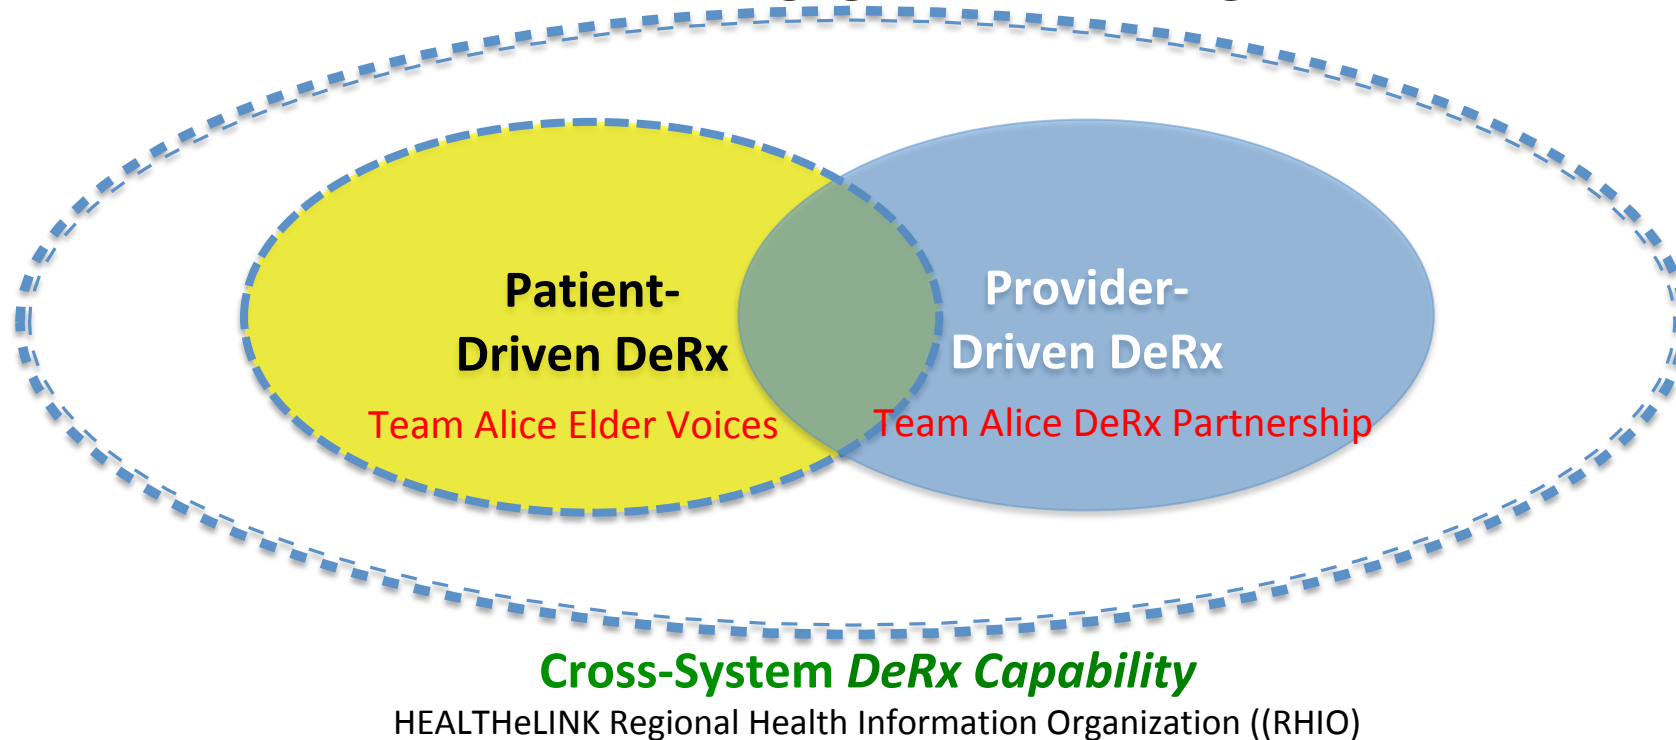 Patient-
Driven DeRx
Team Alice Elder Voices
Provider-
Driven DeRx
Team Alice DeRx Partnership
Cross-System DeRx Capability
HEALTHeLINK Regional Health Information Organization ((RHIO)